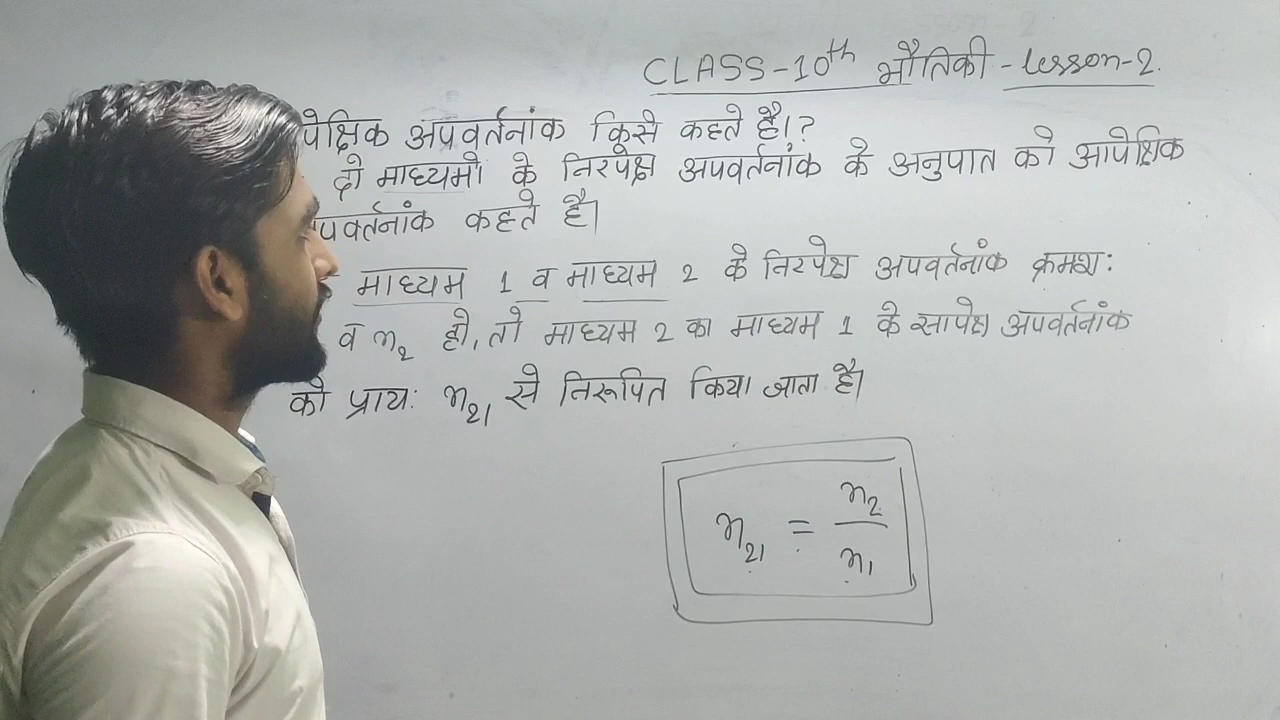 CLASS-10th भौतिकी - lesson-2.
पेक्षिक अपवर्तनांक किसे कहते है।?
दो माध्यमों के निरपेक्ष अपवर्तनांक के अनुपात को आपेक्षिक
पवर्तनांक कहते है।
माध्यम 1 व माध्यम 2 के निरपेक्ष अपवर्तनांक क्रमशः
व n₂ हो, तो माध्यम 2 का माध्यम 1 के सापेक्ष अपवर्तनांक
को प्रायः n₂₁ से निरूपित किया जाता है।
n₂₁ = n₂/n₁